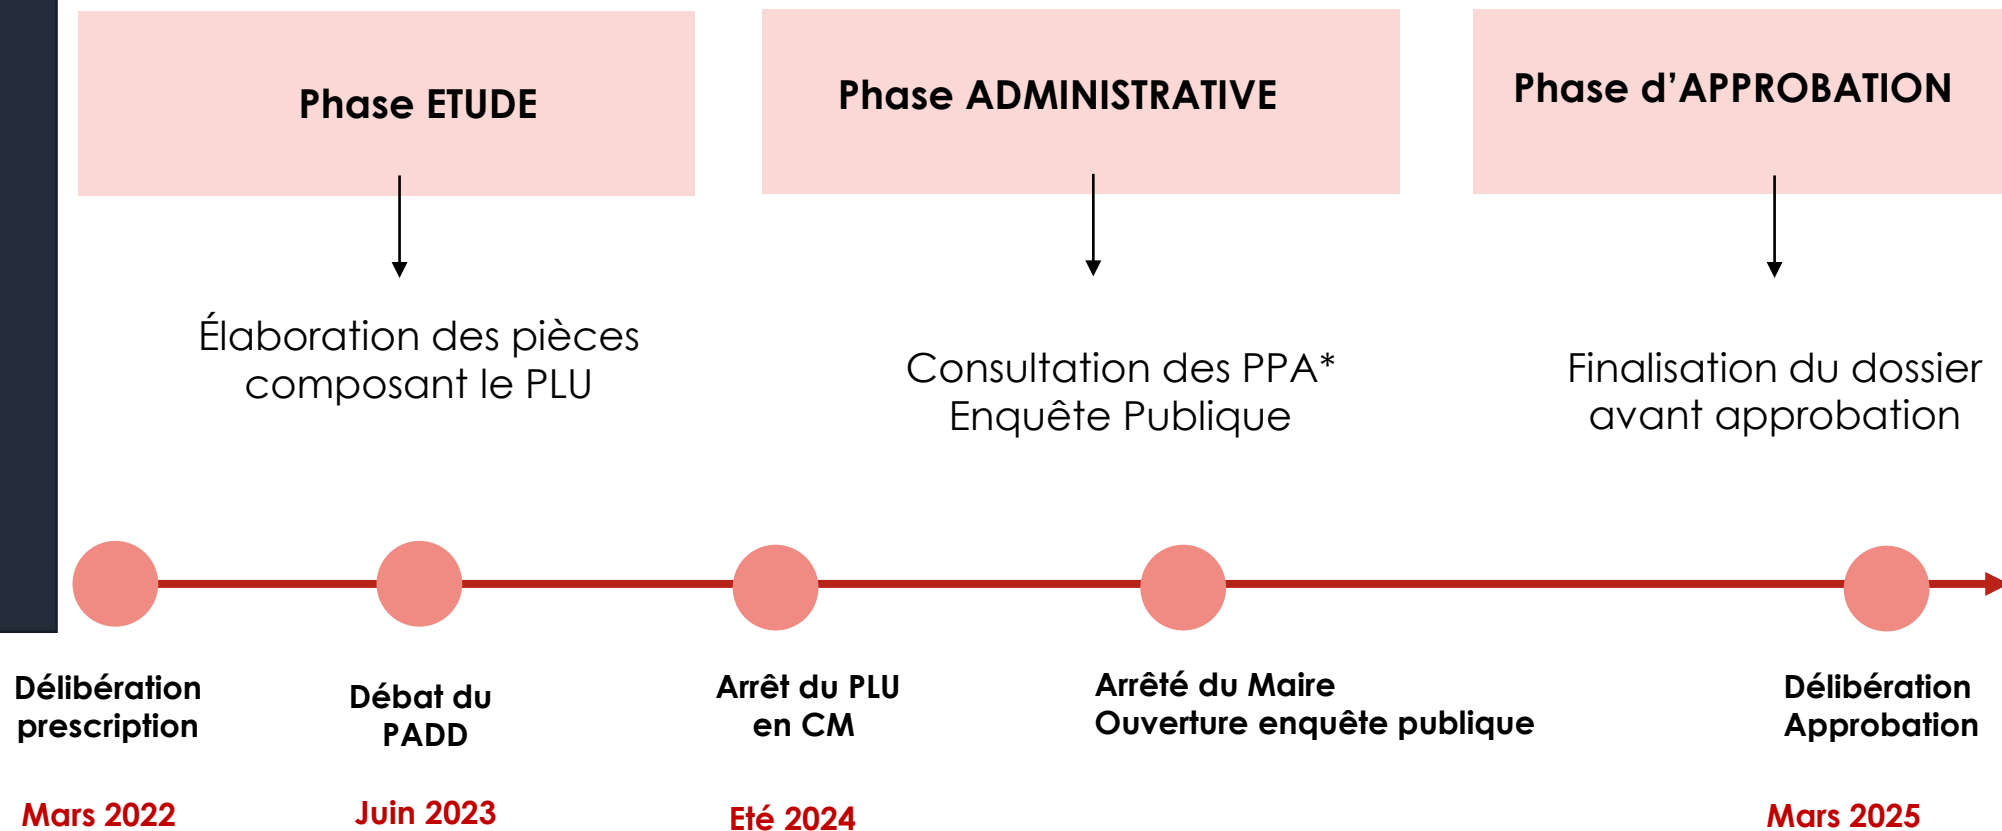 Phase ETUDE
Phase ADMINISTRATIVE
Phase d’APPROBATION
Élaboration des pièces
composant le PLU
Consultation des PPA*
Enquête Publique
Finalisation du dossier
avant approbation
Délibération
prescription
Mars 2022
Débat du
PADD
Juin 2023
Arrêt du PLU
en CM
Eté 2024
Arrêté du Maire
Ouverture enquête publique
Délibération
Approbation
Mars 2025